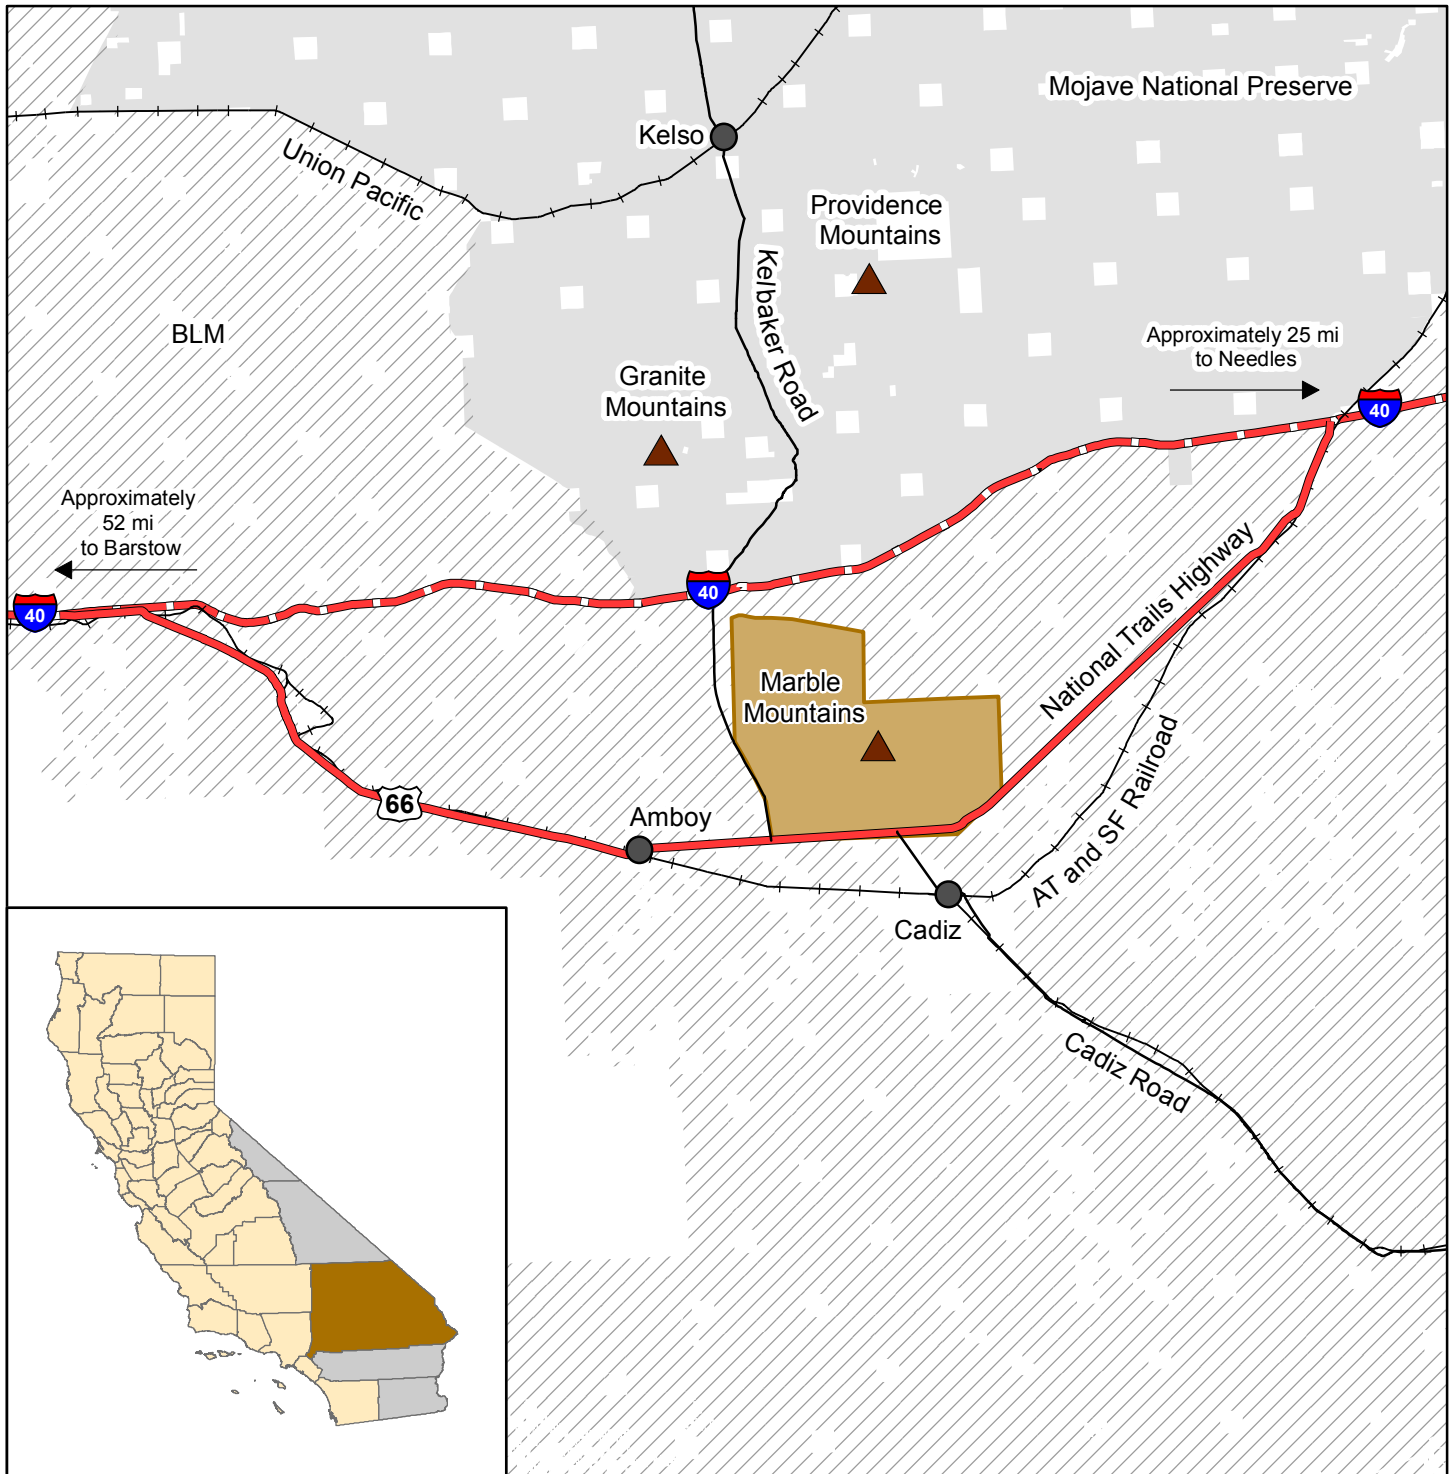 Mojave National Preserve
Kelso
Union Pacific
Providence
Mountains
Kelbaker Road
BLM
Approximately 25 mi
to Needles
Granite
Mountains
40
Approximately
52 mi
to Barstow
40
40
National Trails Highway
Marble
Mountains
66
Amboy
AT and SF Railroad
Cadiz
Cadiz Road